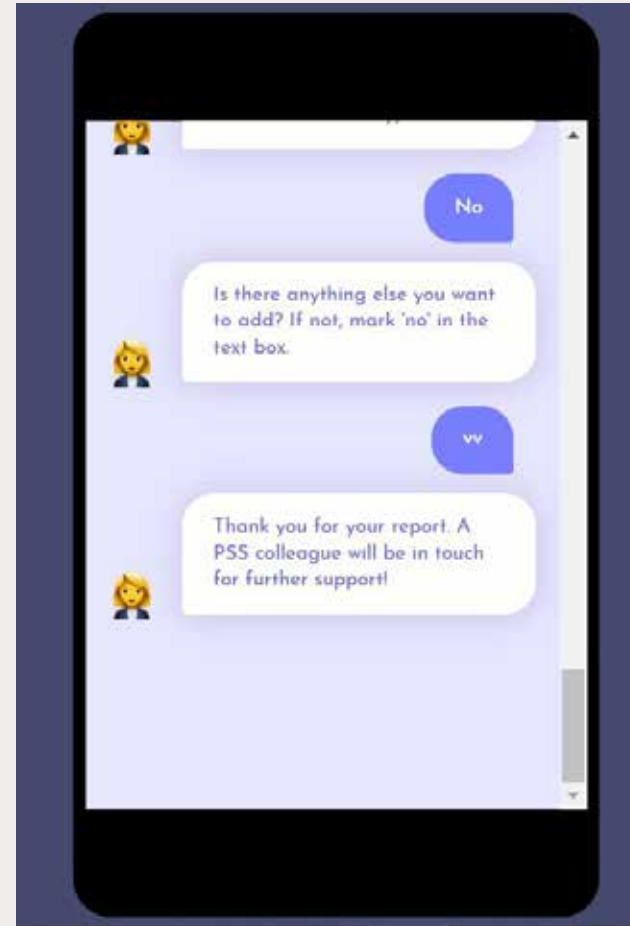 No
Is there anything else you want
to add? If not, mark 'no' in the
text box.
vv
Thank you for your report. A
PSS colleague will be in touch
for further support!